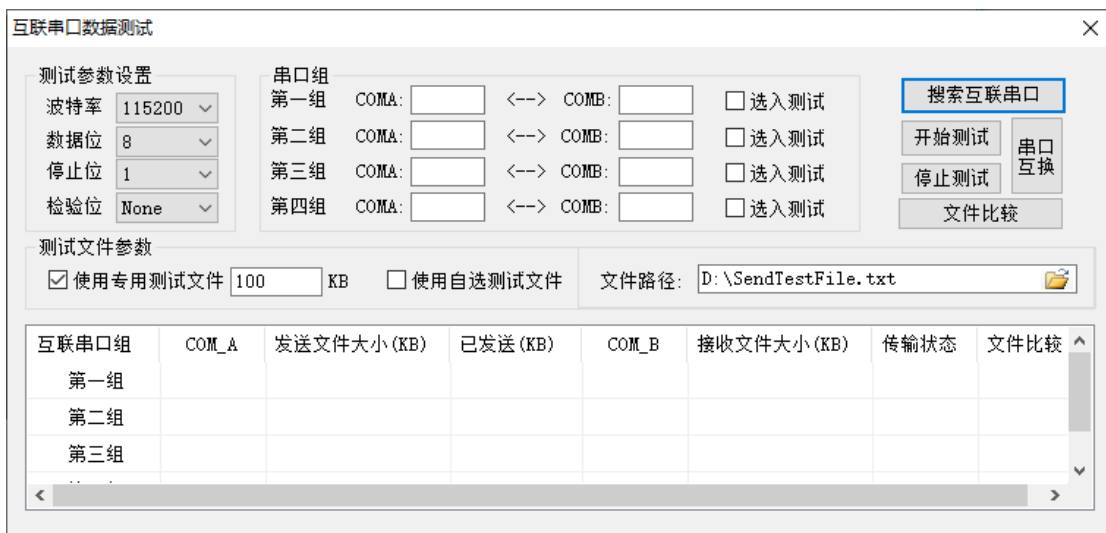 互联串口数据测试
测试参数设置
波特率 115200
数据位 8
停止位 1
检验位 None
串口组
第一组 COMA: <--> COMB: 选入测试
第二组 COMA: <--> COMB: 选入测试
第三组 COMA: <--> COMB: 选入测试
第四组 COMA: <--> COMB: 选入测试
搜索互联串口
开始测试
停止测试
串口
互换
文件比较
测试文件参数
使用专用测试文件 100 KB 使用自选测试文件 文件路径: D:\SendTestFile.txt
互联串口组 COM_A 发送文件大小(KB) 已发送(KB) COM_B 接收文件大小(KB) 传输状态 文件比较
第一组
第二组
第三组